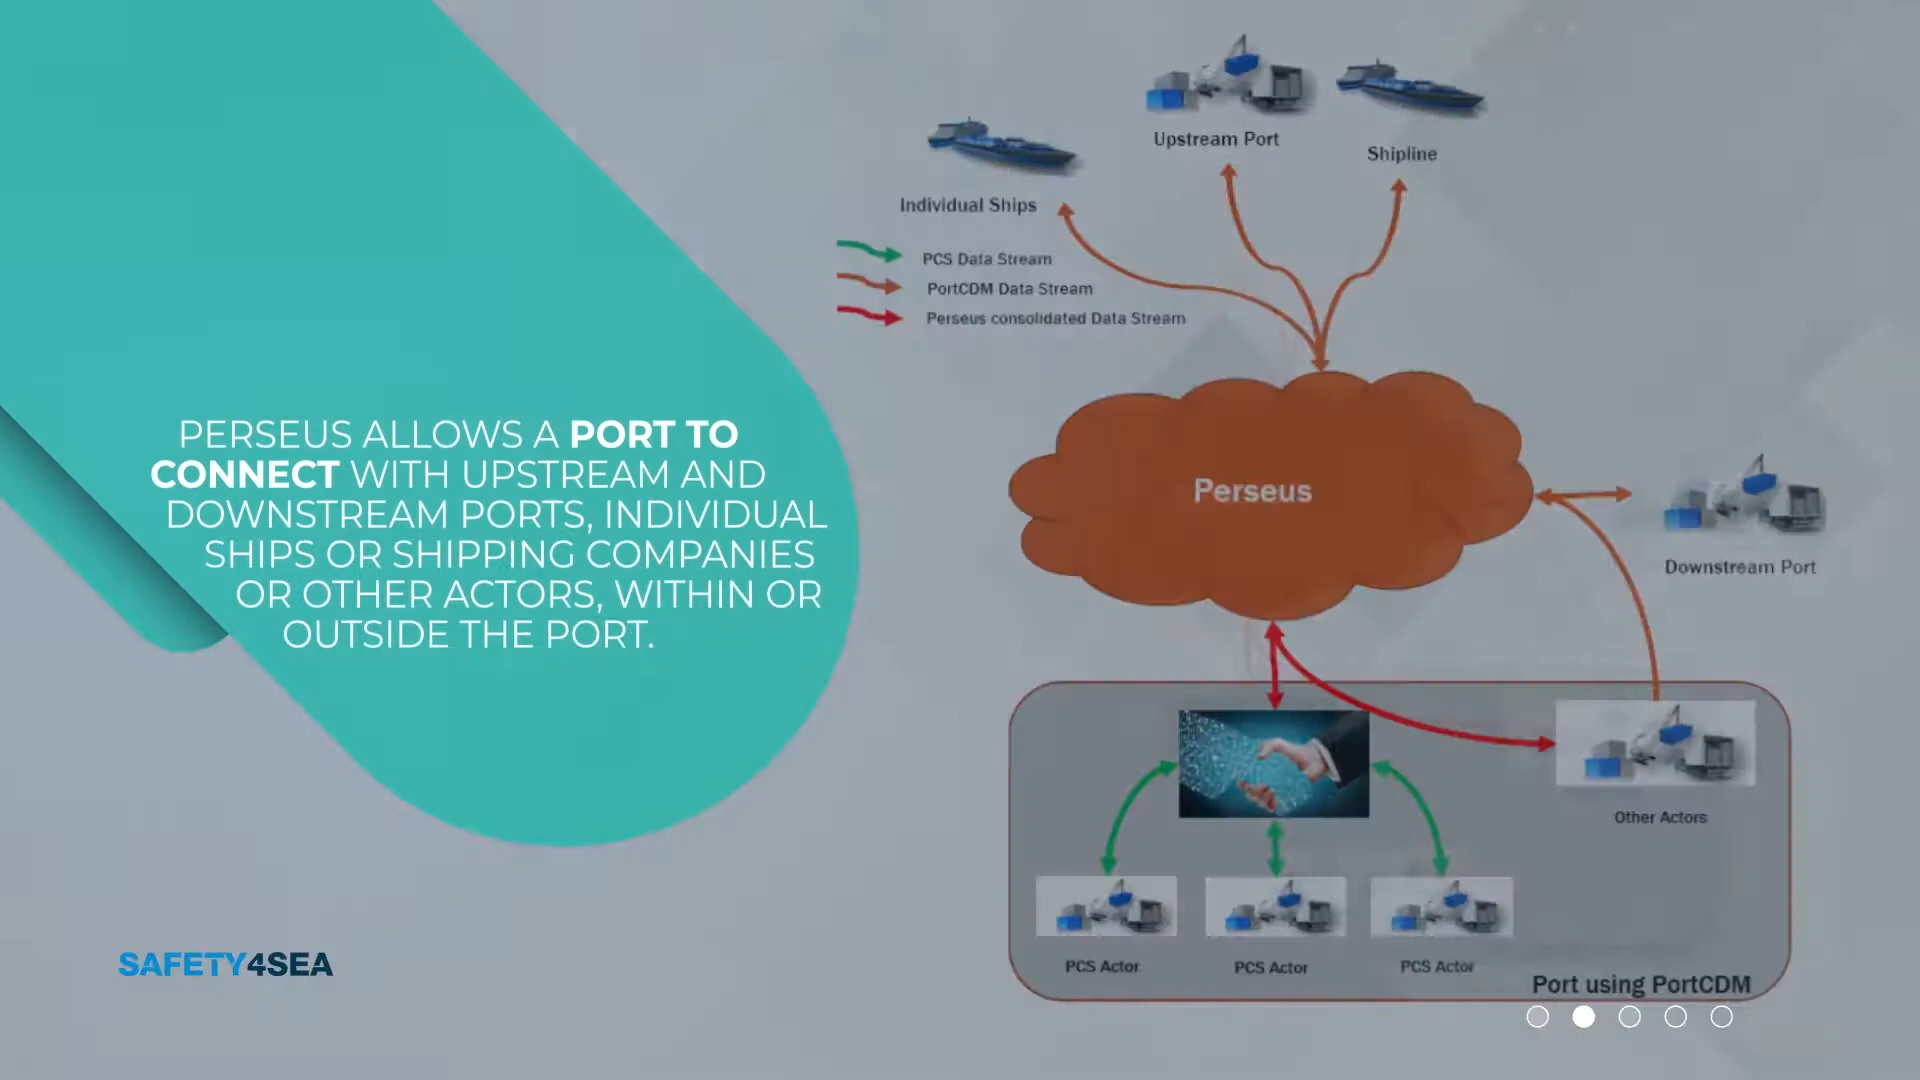 PERSEUS ALLOWS A PORT TO
CONNECT WITH UPSTREAM AND
DOWNSTREAM PORTS, INDIVIDUAL
SHIPS OR SHIPPING COMPANIES
OR OTHER ACTORS, WITHIN OR
OUTSIDE THE PORT.
SAFETY4SEA
Upstream Port
Shipline
Individual Ships
PCS Data Stream
PortCDM Data Stream
Perseus consolidated Data Stream
Perseus
Downstream Port
Other Actors
PCS Actor
PCS Actor
PCS Actor
Port using PortCDM